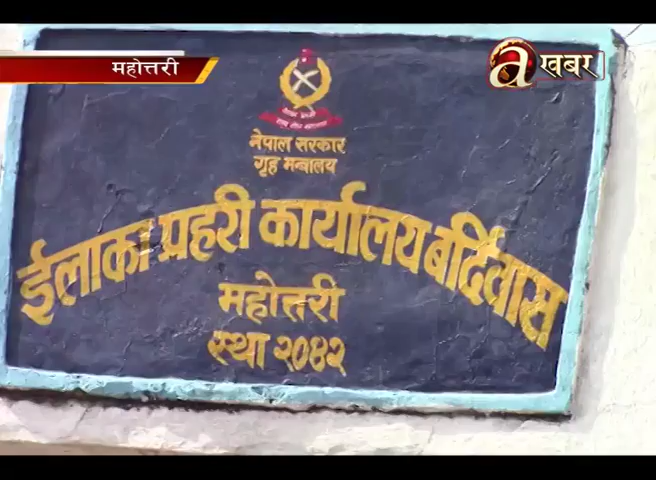 महोत्तरी
a खबर
नेपाल सरकार
गृह मन्त्रालय
ईलाका प्रहरी कार्यालय बर्दिवास
महोत्तरी
स्था २०४२